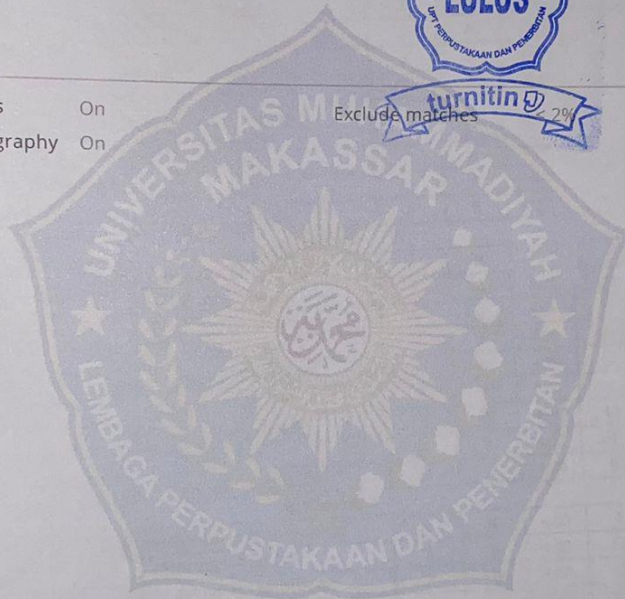 LULUS
UPT PERPUSTAKAAN DAN PENERBITAN
turnitin
s On
Exclude matches < 2%
graphy On
UNIVERSITAS MUHAMMADIYAH
MAKASSAR
LEMBAGA PERPUSTAKAAN DAN PENERBITAN